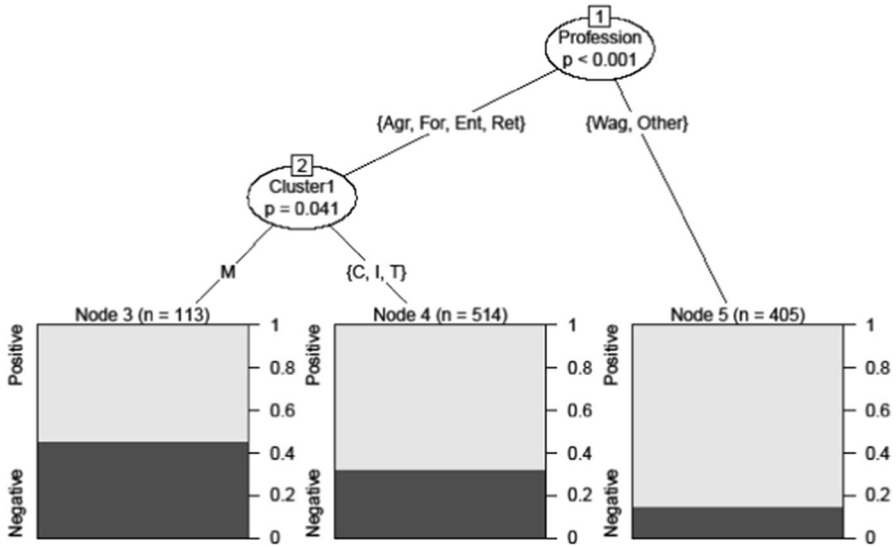 1
Profession
p < 0.001
{Agr, For, Ent, Ret}
{Wag, Other}
2
Cluster1
p = 0.041
M
{C, I, T}
Node 3 (n = 113)
Positive
Negative
1
0.8
0.6
0.4
0.2
0
Node 4 (n = 514)
Positive
Negative
1
0.8
0.6
0.4
0.2
0
Node 5 (n = 405)
Positive
Negative
1
0.8
0.6
0.4
0.2
0